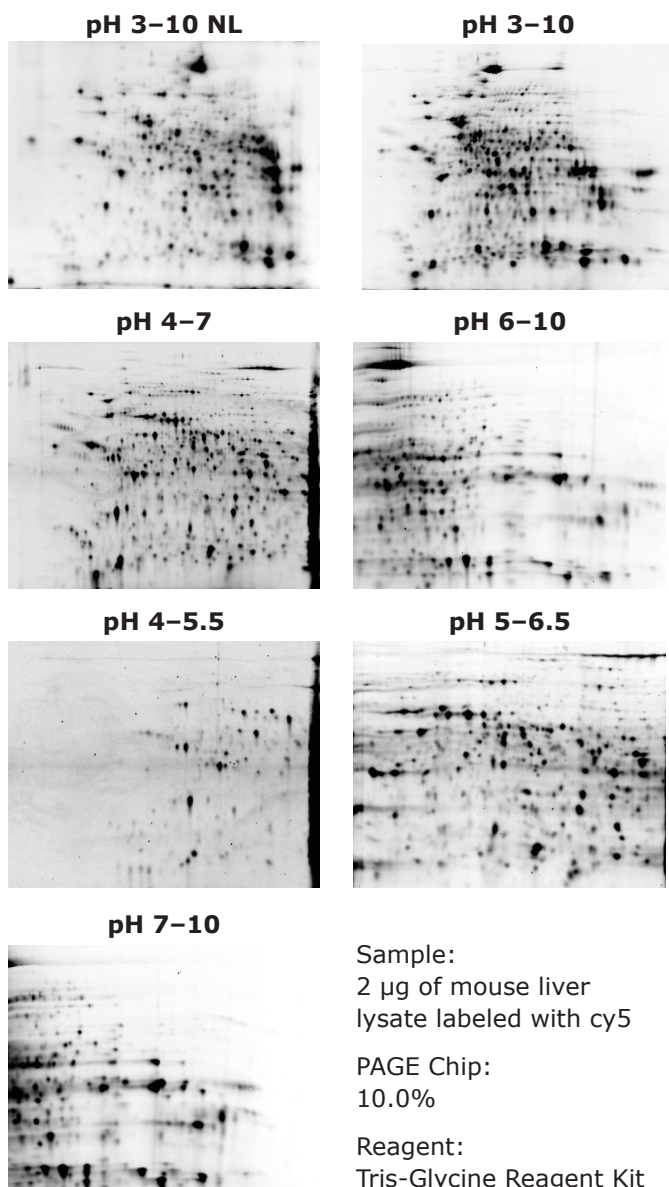 pH 3–10 NL
pH 3–10
pH 4–7
pH 6–10
pH 4–5.5
pH 5–6.5
pH 7–10
Sample:
2 µg of mouse liver
lysate labeled with cy5
PAGE Chip:
10.0%
Reagent:
Tris-Glycine Reagent Kit